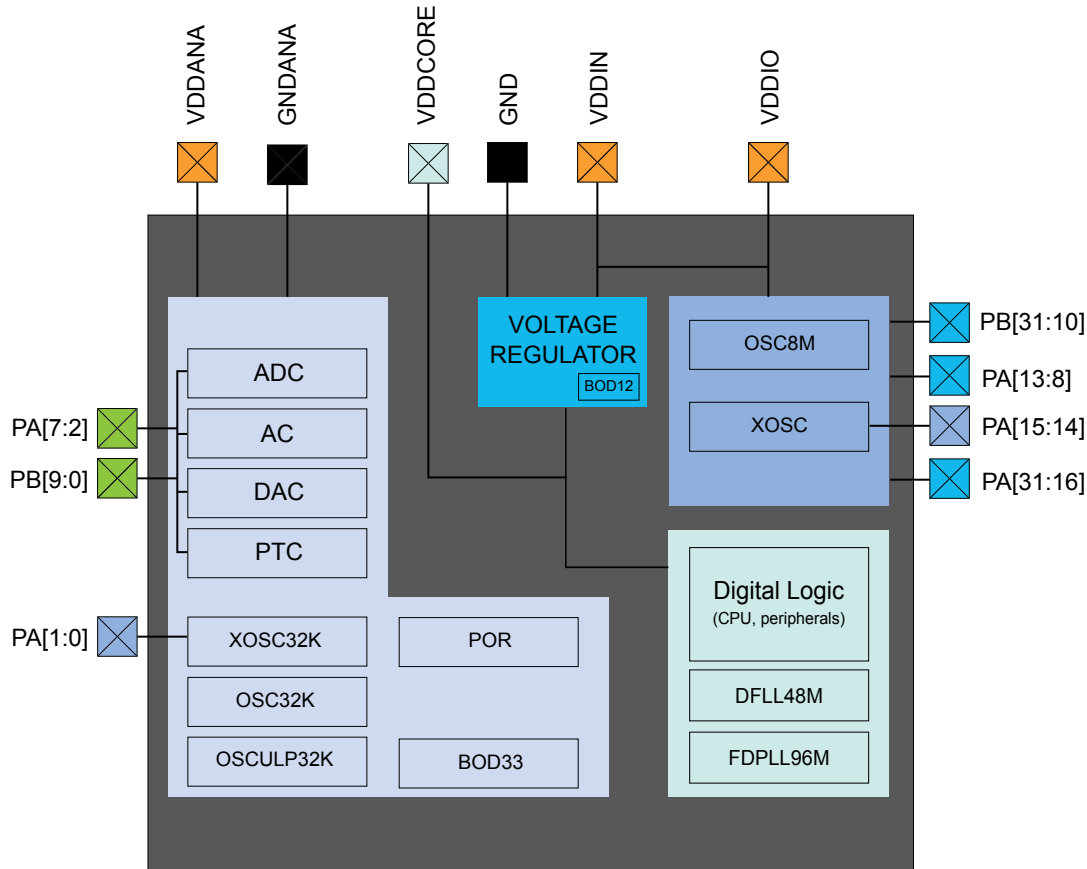 VDDANA
GNDANA
VDDCORE
GND
VDDIN
VDDIO
VOLTAGE
REGULATOR
BOD12
OSC8M
XOSC
PB[31:10]
PA[13:8]
PA[15:14]
PA[31:16]
ADC
AC
DAC
PTC
PA[7:2]
PB[9:0]
PA[1:0]
XOSC32K
OSC32K
OSCULP32K
POR
BOD33
Digital Logic
(CPU, peripherals)
DFLL48M
FDPLL96M